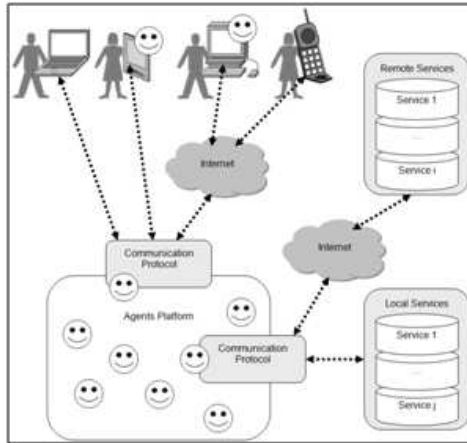 Remote Services
Service 1
...
Service i
Internet
Internet
Communication
Protocol
Agents Platform
Communication
Protocol
Local Services
Service 1
...
Service j